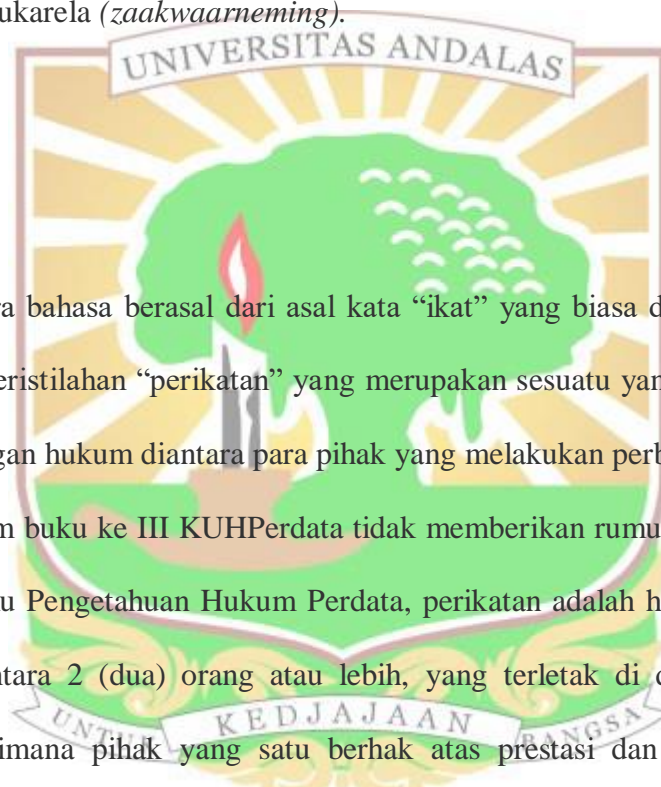 ukarela (zaakwaarneming).
UNIVERSITAS ANDALAS
ra bahasa berasal dari asal kata “ikat” yang biasa d
eristilahan “perikatan” yang merupakan sesuatu yan
gan hukum diantara para pihak yang melakukan perb
m buku ke III KUHPerdata tidak memberikan rumu
u Pengetahuan Hukum Perdata, perikatan adalah h
ntara 2 (dua) orang atau lebih, yang terletak di d
UNTUK KEDJAJAAN BANGSA
imana pihak yang satu berhak atas prestasi dan